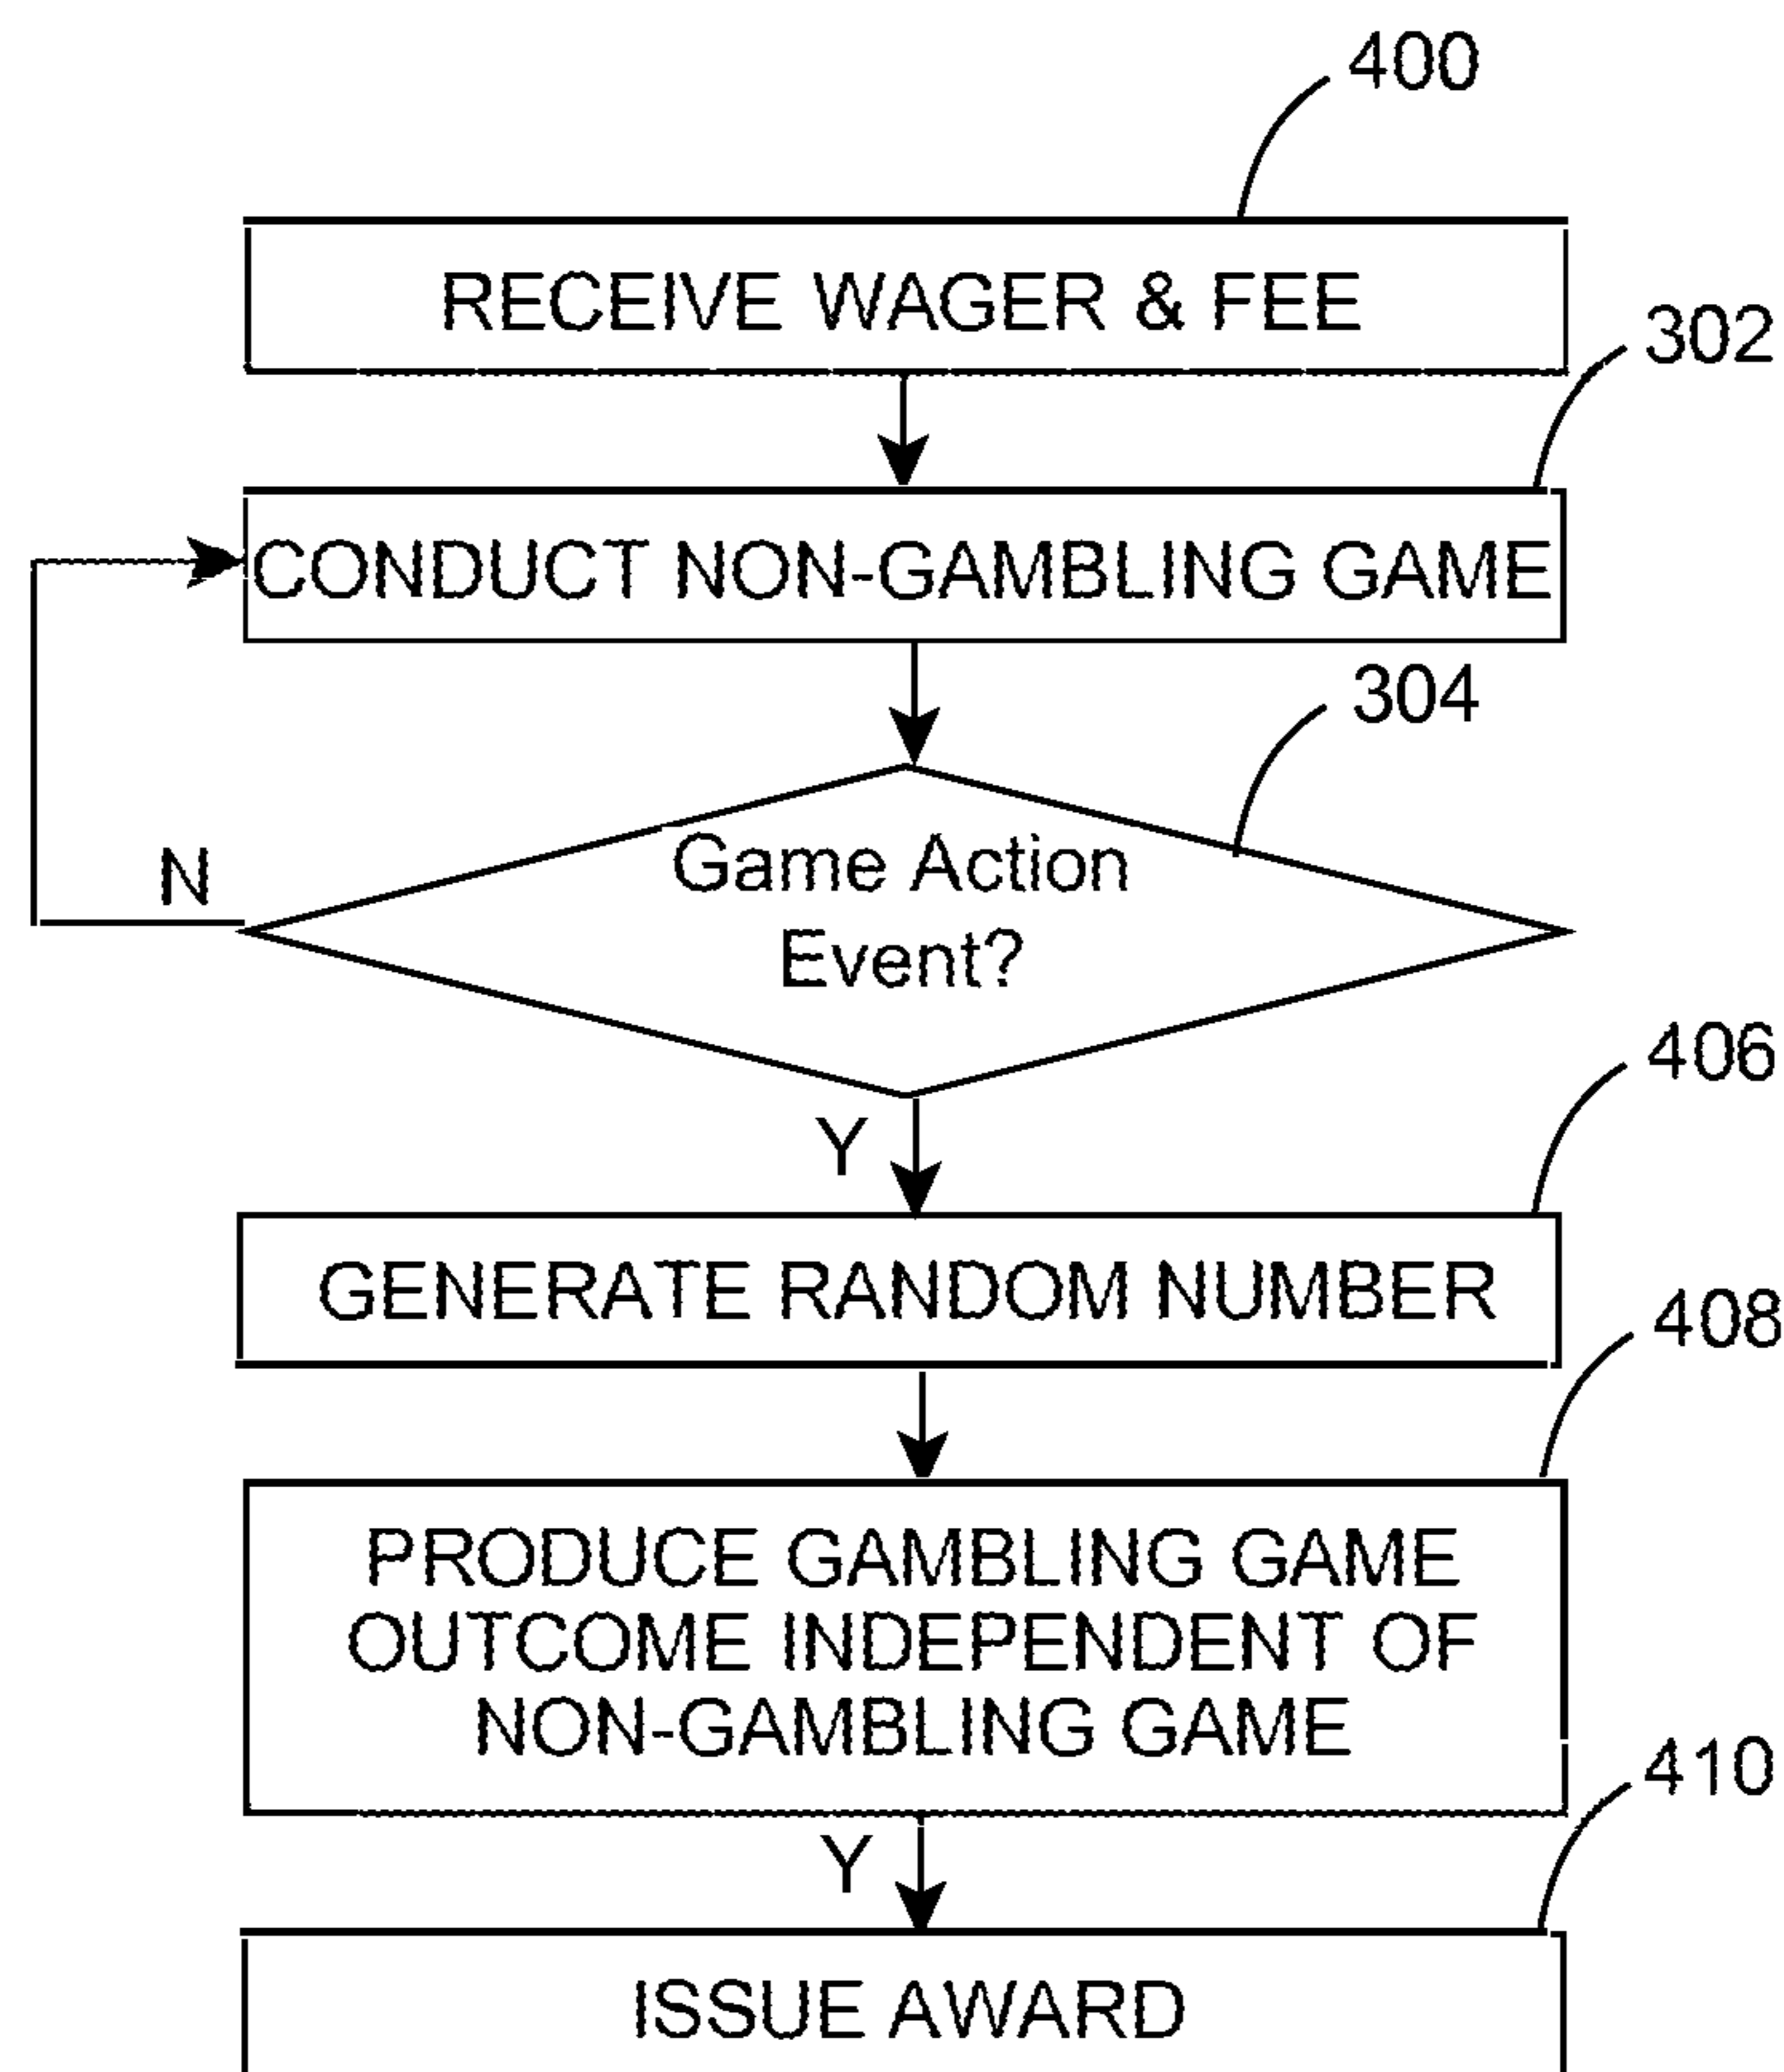 400
RECEIVE WAGER & FEE
302
CONDUCT NON-GAMBLING GAME
304
Game Action
Event?
N
406
Y
GENERATE RANDOM NUMBER
408
PRODUCE GAMBLING GAME
OUTCOME INDEPENDENT OF
NON-GAMBLING GAME
410
Y
ISSUE AWARD